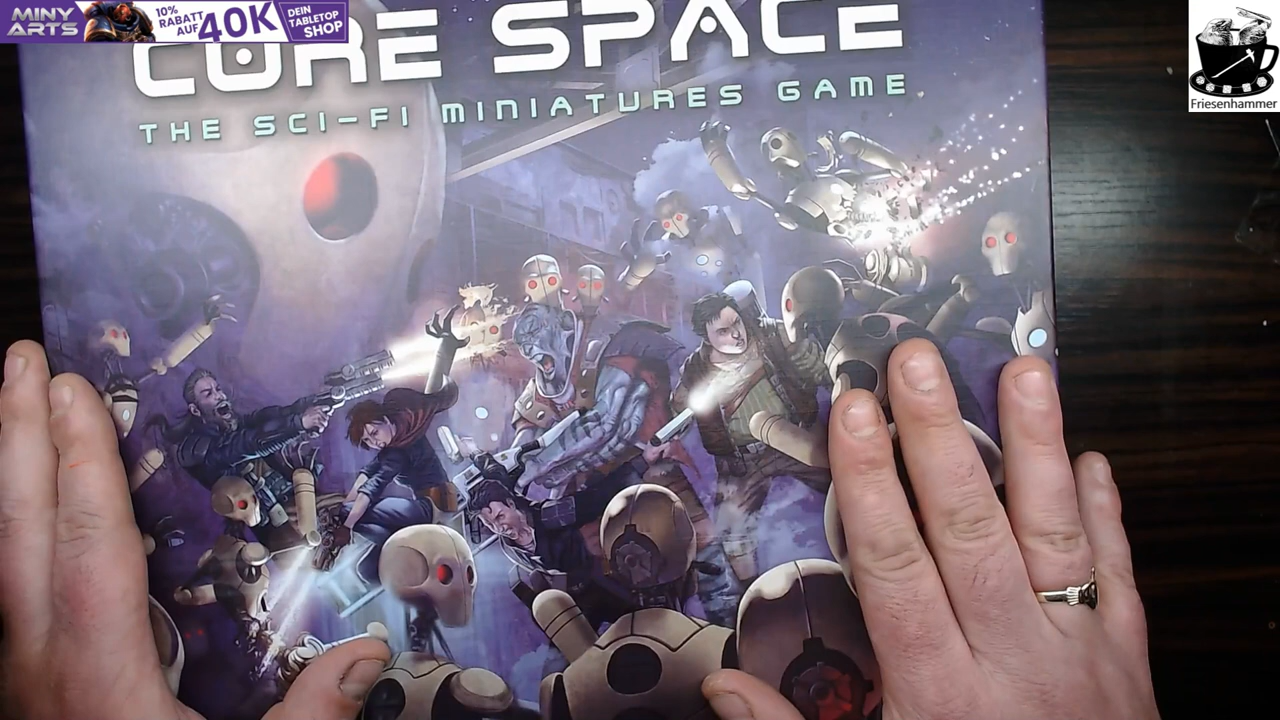 MINY
ARTS
10%
RABATT
AUF
40K
DEIN
TABLETOP
SHOP
CORE SPACE
THE SCI-FI MINIATURES GAME
Friesenhammer